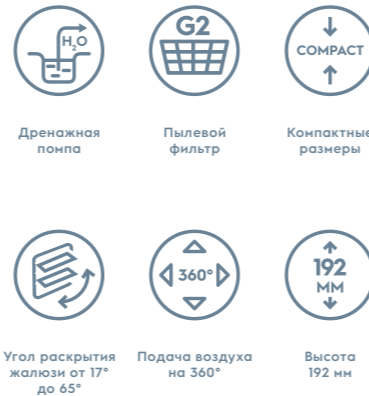 H₂O
G2
COMPACT
Дренажная
помпа
Пылевой
фильтр
Компактные
размеры
360°
192
ММ
Угол раскрытия
жалюзи от 17°
до 65°
Подача воздуха
на 360°
Высота
192 мм